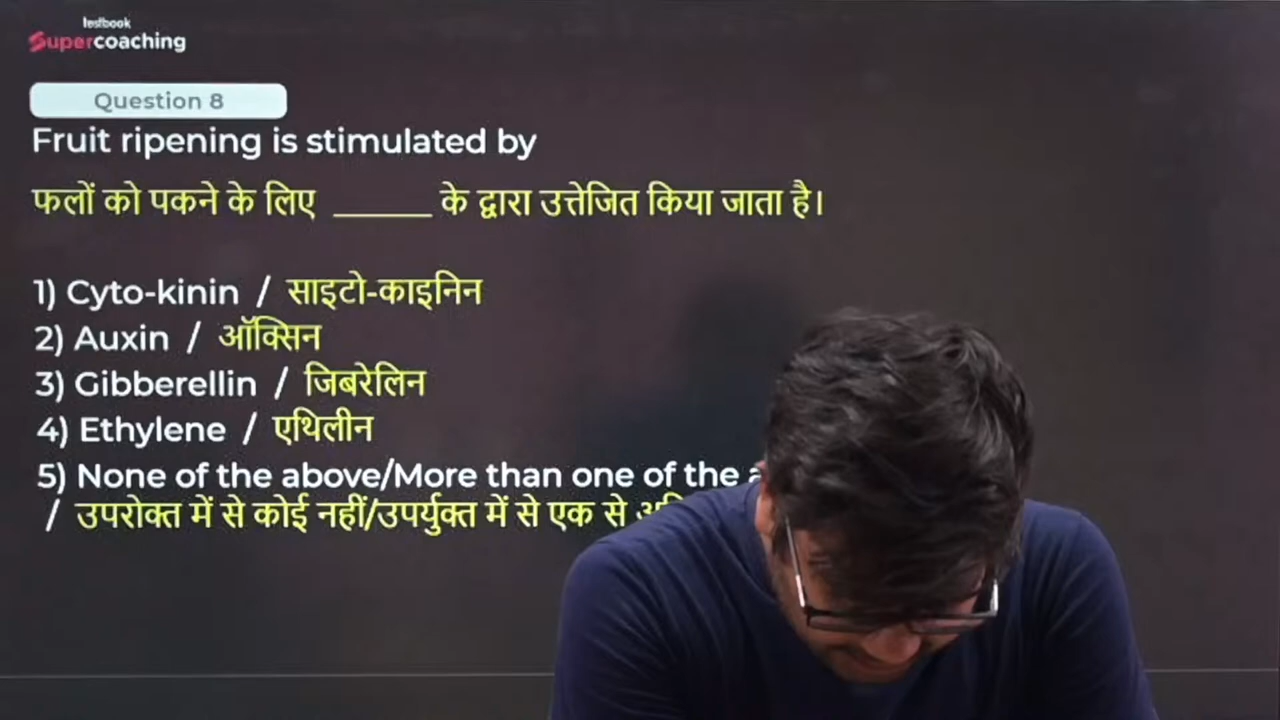 testbook
Supercoaching
Question 8
Fruit ripening is stimulated by
फलों को पकने के लिए ______ के द्वारा उत्तेजित किया जाता है।
1) Cyto-kinin / साइटो-काइनिन
2) Auxin / ऑक्सिन
3) Gibberellin / जिबरेलिन
4) Ethylene / एथिलीन
5) None of the above/More than one of the
/ उपरोक्त में से कोई नहीं/उपर्युक्त में से एक से